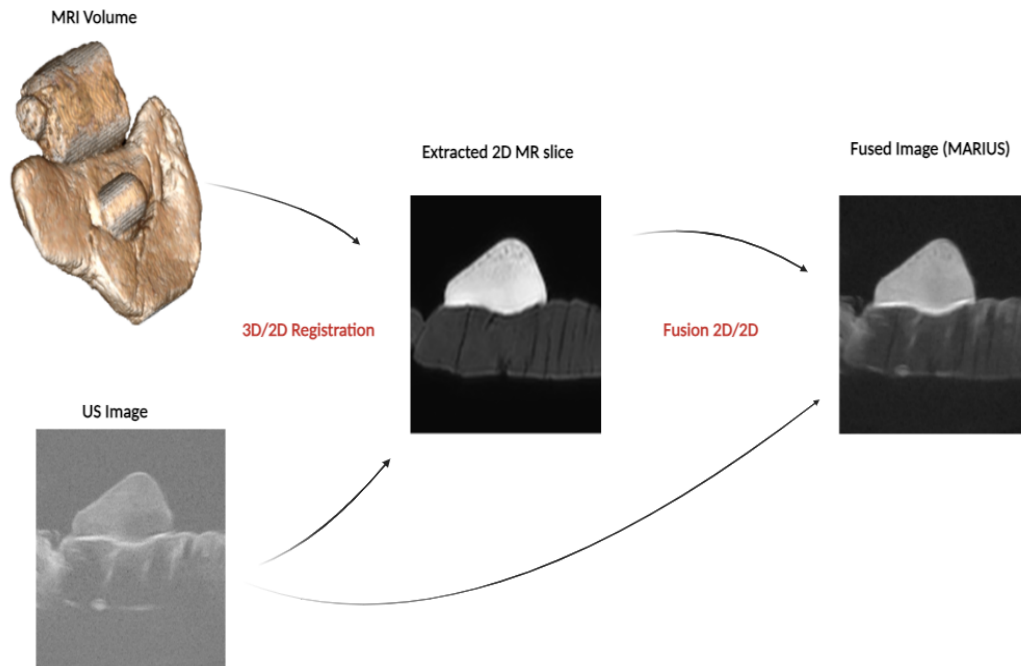 MRI Volume
Extracted 2D MR slice
Fused Image (MARIUS)
3D/2D Registration
Fusion 2D/2D
US Image